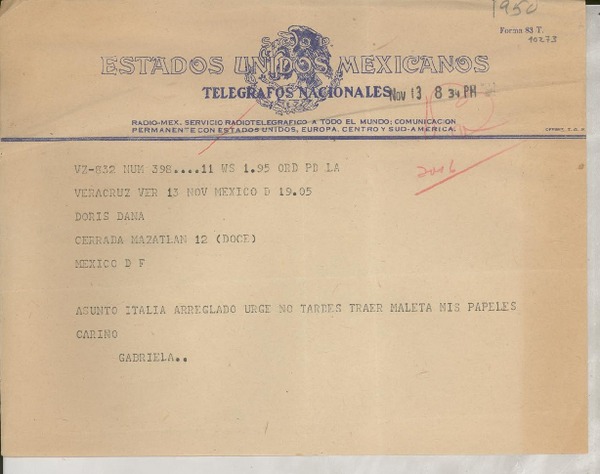 1950
Forma 83 T.
10273
ESTADOS UNIDOS MEXICANOS
TELEGRAFOS NACIONALES
Nov 13 8 34 PM
RADIO-MEX. SERVICIO RADIOTELEGRAFICO A TODO EL MUNDO; COMUNICACION
PERMANENTE CON ESTADOS UNIDOS, EUROPA, CENTRO Y SUD-AMERICA.
VZ-832 NUM 398....11 WS 1.95 ORD PD LA
VERACRUZ VER 13 NOV MEXICO D 19.05
DORIS DANA
CERRADA MAZATLAN 12 (DOCE)
MEXICO D F
ASUNTO ITALIA ARREGLADO URGE NO TARDES TRAER MALETA MIS PAPELES
CARINO
GABRIELA..